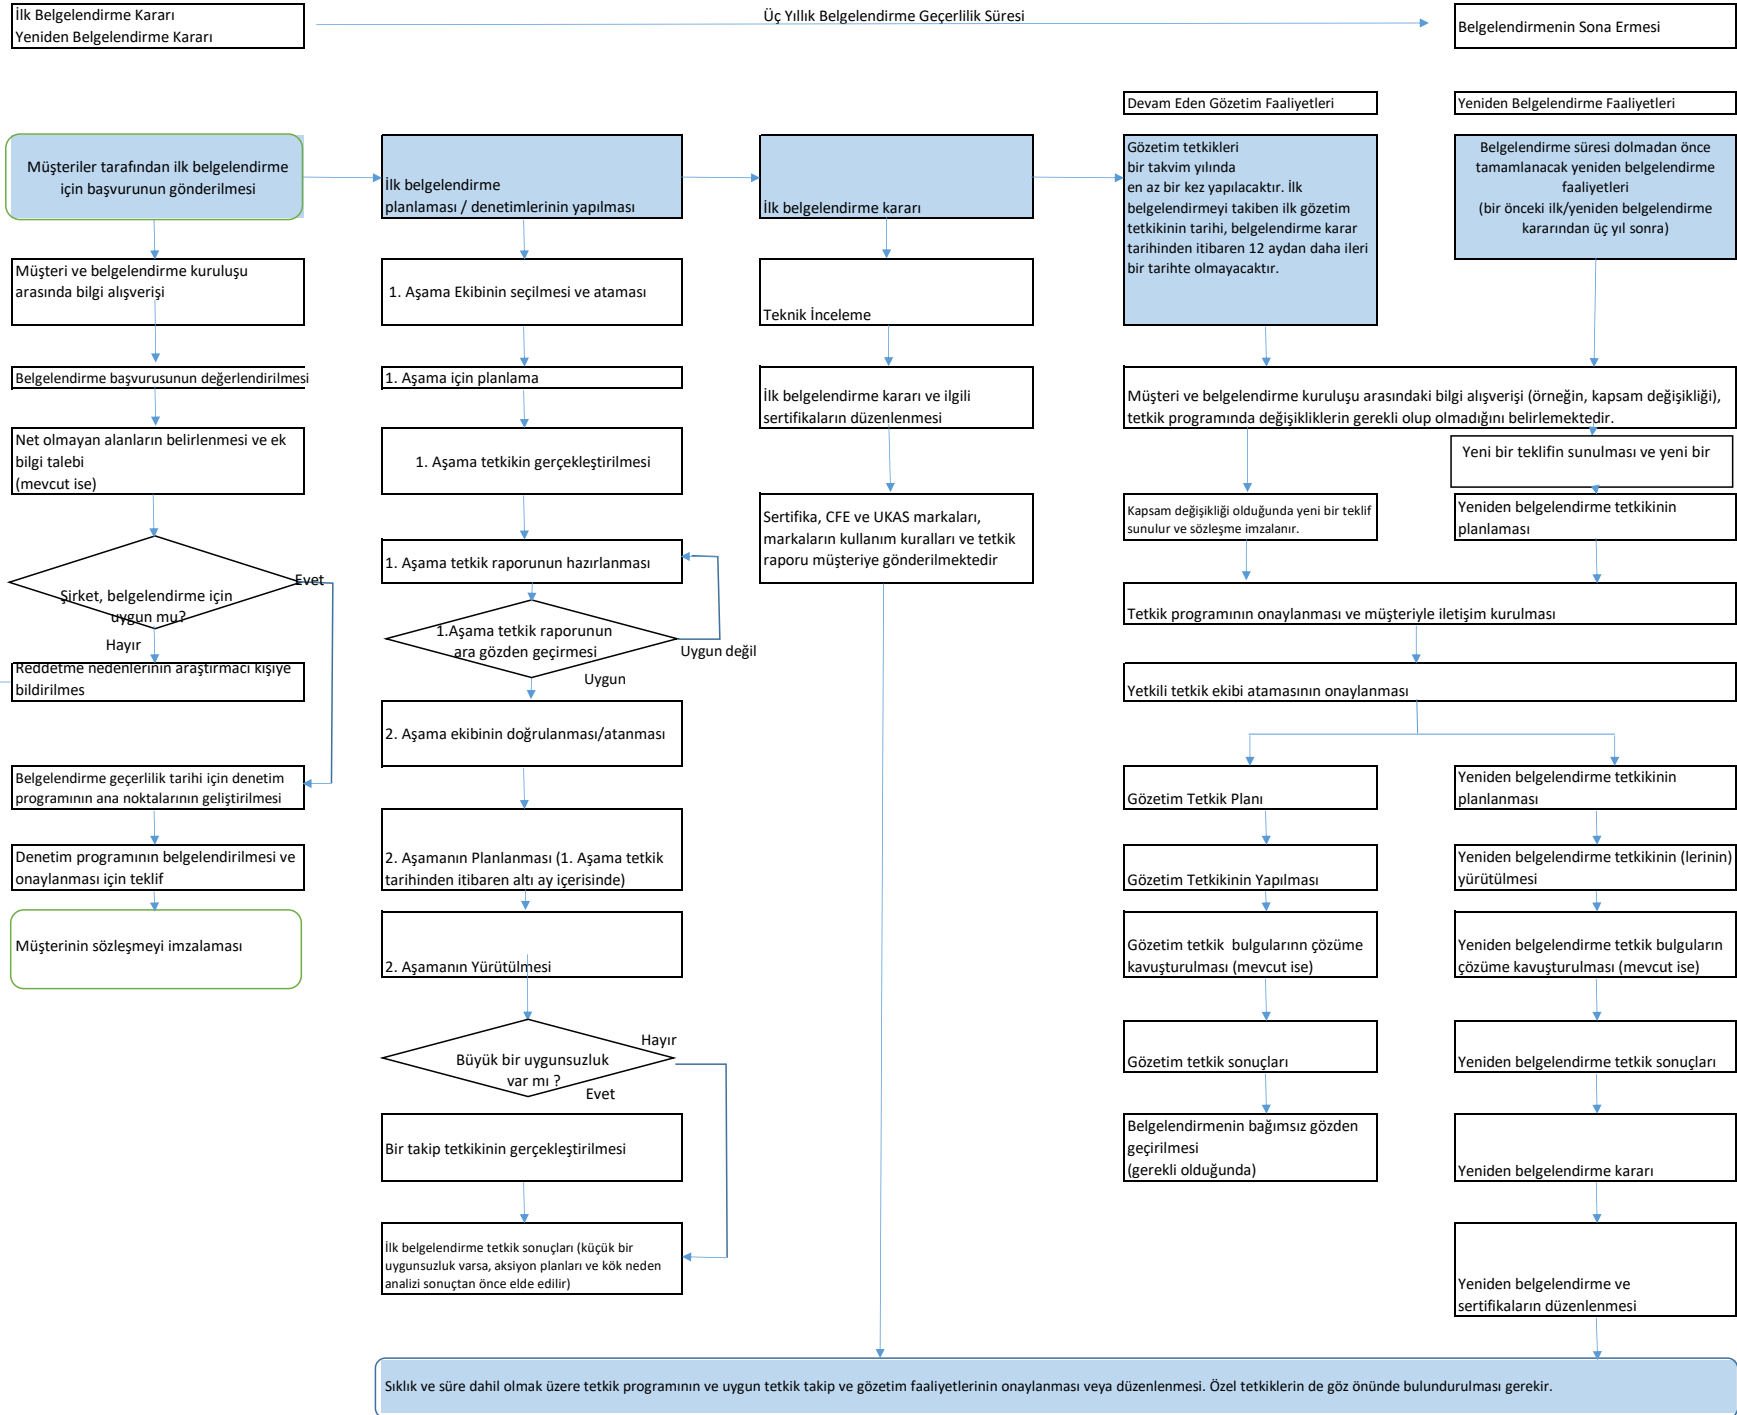 İlk Belgelendirme Kararı
Yeniden Belgelendirme Kararı
Üç Yıllık Belgelendirme Geçerlilik Süresi
Belgelendirmenin Sona Ermesi
Devam Eden Gözetim Faaliyetleri
Yeniden Belgelendirme Faaliyetleri
Müşteriler tarafından ilk belgelendirme
için başvurunun gönderilmesi
Müşteri ve belgelendirme kuruluşu
arasında bilgi alışverişi
Belgelendirme başvurusunun değerlendirilmesi
Net olmayan alanların belirlenmesi ve ek
bilgi talebi
(mevcut ise)
Şirket, belgelendirme için
uygun mu?
Evet
Hayır
Reddetme nedenlerinin araştırmacı kişiye
bildirilmes
Belgelendirme geçerlilik tarihi için denetim
programının ana noktalarının geliştirilmesi
Denetim programının belgelendirilmesi ve
onaylanması için teklif
Müşterinin sözleşmeyi imzalaması
İlk belgelendirme
planlaması / denetimlerinin yapılması
1. Aşama Ekibinin seçilmesi ve ataması
1. Aşama için planlama
1. Aşama tetkikin gerçekleştirilmesi
1. Aşama tetkik raporunun hazırlanması
1.Aşama tetkik raporunun
ara gözden geçirmesi
Uygun değil
Uygun
2. Aşama ekibinin doğrulanması/atanması
2. Aşamanın Planlanması (1. Aşama tetkik
tarihinden itibaren altı ay içerisinde)
2. Aşamanın Yürütülmesi
Büyük bir uygunsuzluk
var mı ?
Hayır
Evet
Bir takip tetkikinin gerçekleştirilmesi
İlk belgelendirme tetkik sonuçları (küçük bir
uygunsuzluk varsa, aksiyon planları ve kök neden
analizi sonuçtan önce elde edilir)
İlk belgelendirme kararı
Teknik İnceleme
İlk belgelendirme kararı ve ilgili
sertifikaların düzenlenmesi
Sertifika, CFE ve UKAS markaları,
markaların kullanım kuralları ve tetkik
raporu müşteriye gönderilmektedir
Gözetim tetkikleri
bir takvim yılında
en az bir kez yapılacaktır. İlk
belgelendirmeyi takiben ilk gözetim
tetkikinin tarihi, belgelendirme karar
tarihinden itibaren 12 aydan daha ileri
bir tarihte olmayacaktır.
Belgelendirme süresi dolmadan önce
tamamlanacak yeniden belgelendirme
faaliyetleri
(bir önceki ilk/yeniden belgelendirme
kararından üç yıl sonra)
Müşteri ve belgelendirme kuruluşu arasındaki bilgi alışverişi (örneğin, kapsam değişikliği),
tetkik programında değişikliklerin gerekli olup olmadığını belirlemektedir.
Yeni bir teklifin sunulması ve yeni bir
Kapsam değişikliği olduğunda yeni bir teklif
sunulur ve sözleşme imzalanır.
Yeniden belgelendirme tetkikinin
planlaması
Tetkik programının onaylanması ve müşteriyle iletişim kurulması
Yetkili tetkik ekibi atamasının onaylanması
Gözetim Tetkik Planı
Gözetim Tetkikinin Yapılması
Gözetim tetkik  bulgularınn çözüme
kavuşturulması (mevcut ise)
Gözetim tetkik sonuçları
Belgelendirmenin bağımsız gözden
geçirilmesi
(gerekli olduğunda)
Yeniden belgelendirme tetkikinin
planlanması
Yeniden belgelendirme tetkikinin (lerinin)
yürütülmesi
Yeniden belgelendirme tetkik bulguların
çözüme kavuşturulması (mevcut ise)
Yeniden belgelendirme tetkik sonuçları
Yeniden belgelendirme kararı
Yeniden belgelendirme ve
sertifikaların düzenlenmesi
Sıklık ve süre dahil olmak üzere tetkik programının ve uygun tetkik takip ve gözetim faaliyetlerinin onaylanması veya düzenlenmesi. Özel tetkiklerin de göz önünde bulundurulması gerekir.